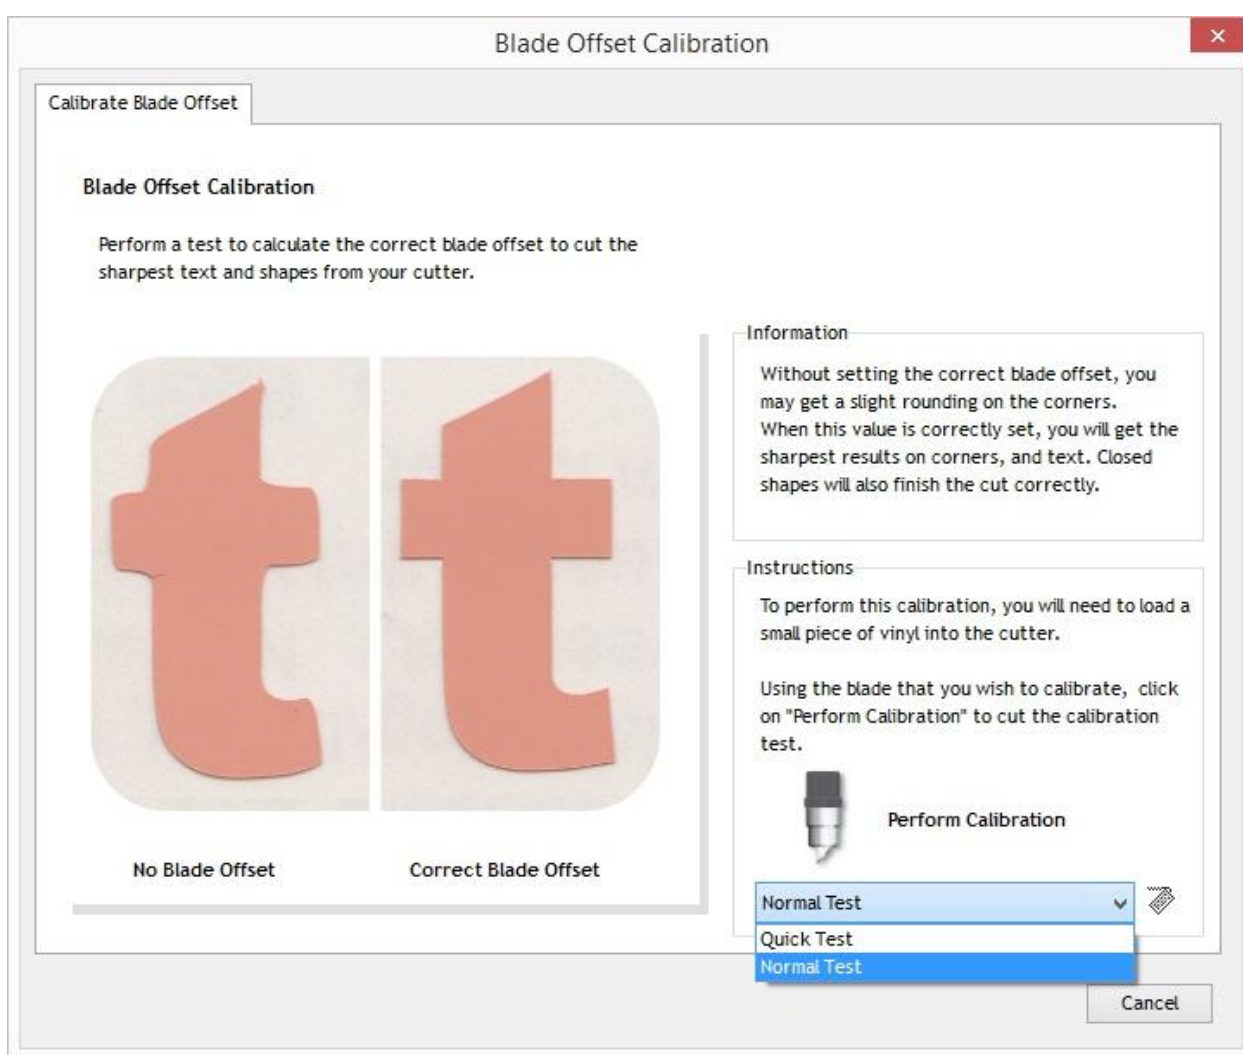 Blade Offset Calibration
Calibrate Blade Offset
Blade Offset Calibration
Perform a test to calculate the correct blade offset to cut the
sharpest text and shapes from your cutter.
t t
No Blade Offset
Correct Blade Offset
Information
Without setting the correct blade offset, you
may get a slight rounding on the corners.
When this value is correctly set, you will get the
sharpest results on corners, and text. Closed
shapes will also finish the cut correctly.
Instructions
To perform this calibration, you will need to load a
small piece of vinyl into the cutter.
Using the blade that you wish to calibrate, click
on "Perform Calibration" to cut the calibration
test.
Perform Calibration
Normal Test
Quick Test
Normal Test
Cancel